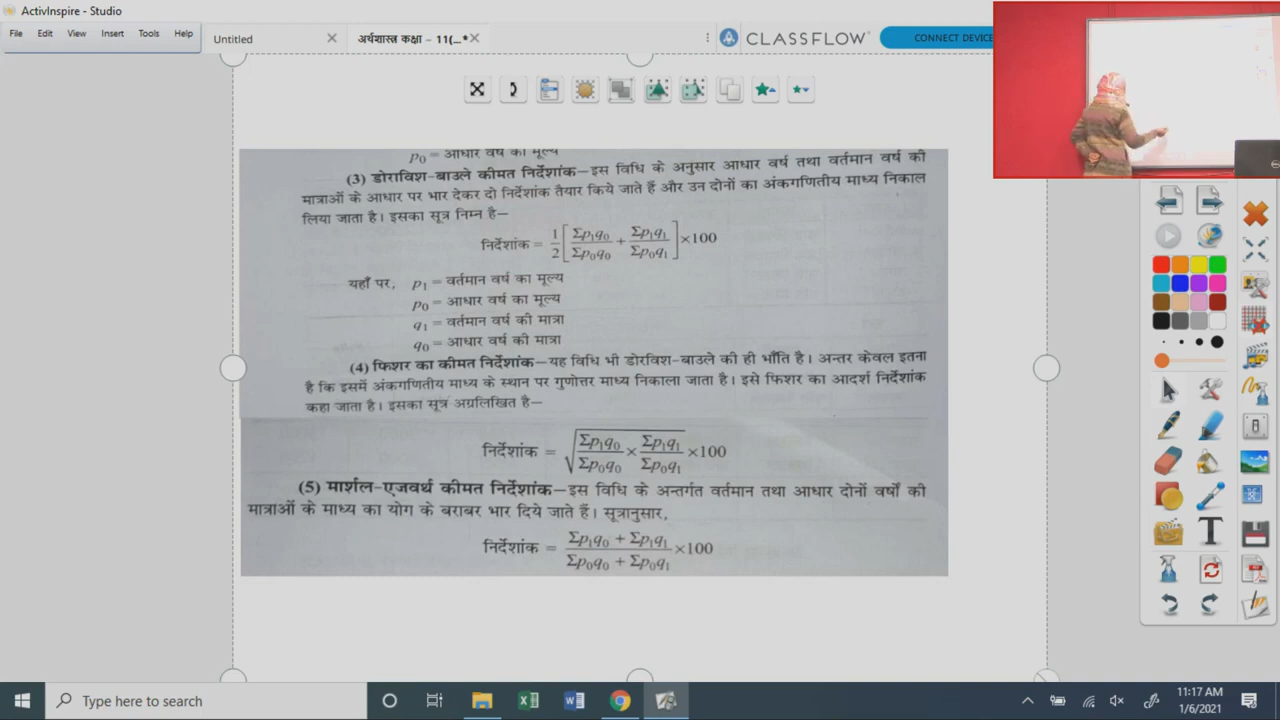 ActivInspire - Studio
File Edit View Insert Tools Help
Untitled
अर्थशास्त्र कक्षा - 11(...*
CLASSFLOW
CONNECT DEVICE
p₀ = आधार वर्ष का मूल्य
(3) डोराविश-बाउले कीमत निर्देशांक–इस विधि के अनुसार आधार वर्ष तथा वर्तमान वर्ष की
मात्राओं के आधार पर भार देकर दो निर्देशांक तैयार किये जाते हैं और उन दोनों का अंकगणितीय माध्य निकाल
लिया जाता है। इसका सूत्र निम्न है–
निर्देशांक = 1/2 [Σp₁q₀/Σp₀q₀ + Σp₁q₁/Σp₀q₁] × 100
यहाँ पर, p₁ = वर्तमान वर्ष का मूल्य
p₀ = आधार वर्ष का मूल्य
q₁ = वर्तमान वर्ष की मात्रा
q₀ = आधार वर्ष की मात्रा
(4) फिशर का कीमत निर्देशांक–यह विधि भी डोरविश-बाउले की ही भाँति है। अन्तर केवल इतना
है कि इसमें अंकगणितीय माध्य के स्थान पर गुणोत्तर माध्य निकाला जाता है। इसे फिशर का आदर्श निर्देशांक
कहा जाता है। इसका सूत्र अग्रलिखित है–
निर्देशांक = √(Σp₁q₀/Σp₀q₀ × Σp₁q₁/Σp₀q₁) × 100
(5) मार्शल-एजवर्थ कीमत निर्देशांक–इस विधि के अन्तर्गत वर्तमान तथा आधार दोनों वर्षों की
मात्राओं के माध्य का योग के बराबर भार दिये जाते हैं। सूत्रानुसार,
निर्देशांक = (Σp₁q₀ + Σp₁q₁)/(Σp₀q₀ + Σp₀q₁) × 100
Type here to search
11:17 AM
1/6/2021